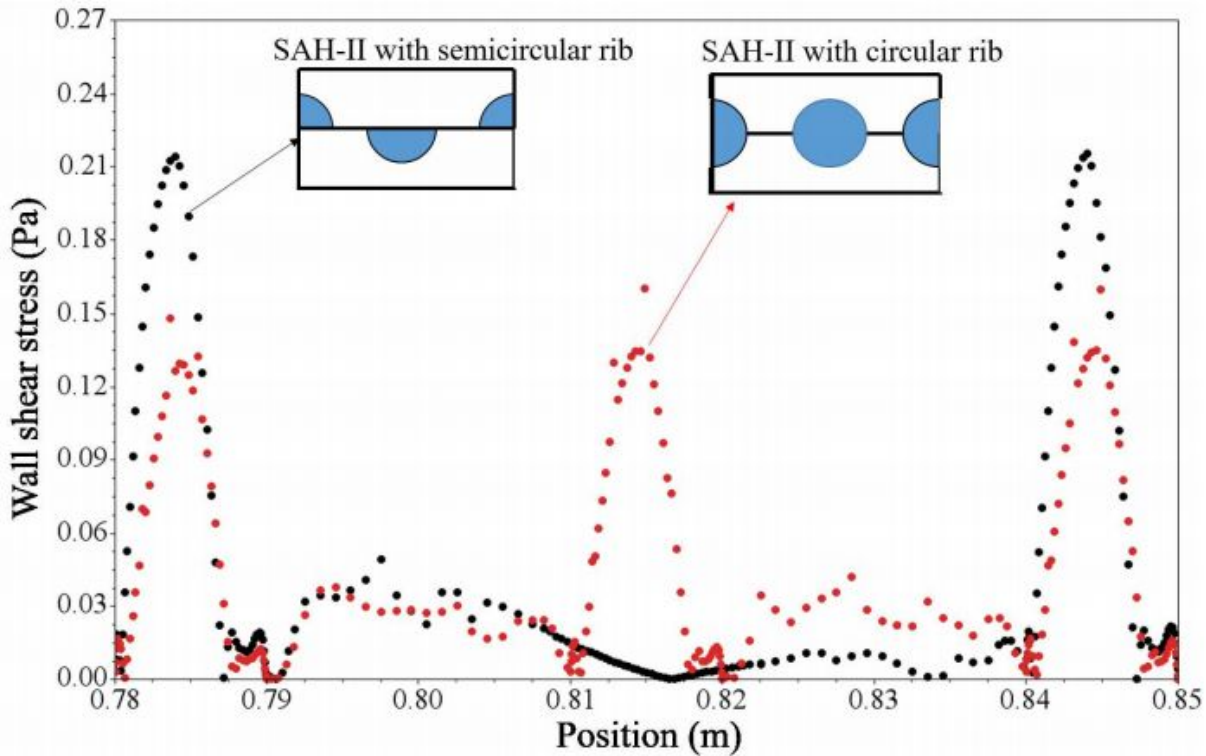 SAH-II with semicircular rib
SAH-II with circular rib
Wall shear stress (Pa)
0.27
0.24
0.21
0.18
0.15
0.12
0.09
0.06
0.03
0.00
0.78 0.79 0.80 0.81 0.82 0.83 0.84 0.85
Position (m)